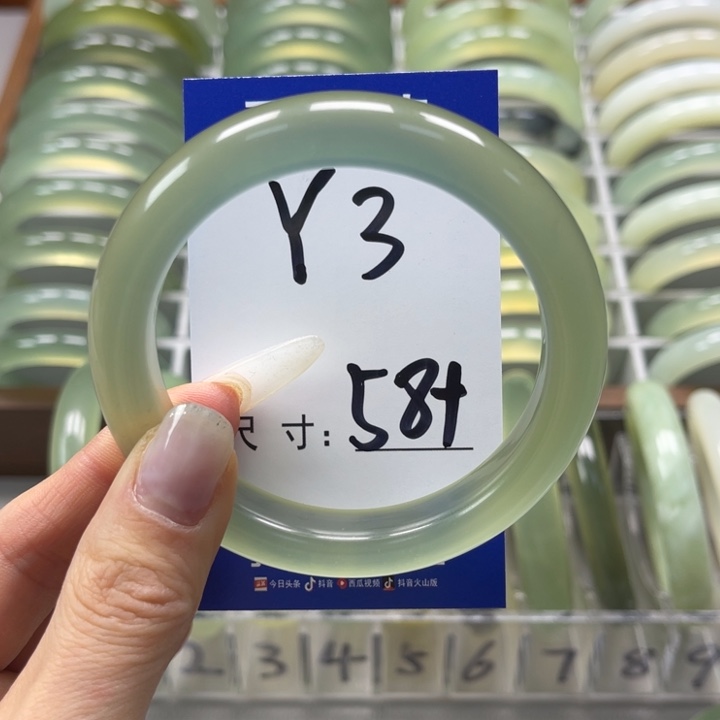 Y3
尺寸: 58+
今日头条 抖音 西瓜视频 抖音火山版
2 3 4 5 6 7 8 9